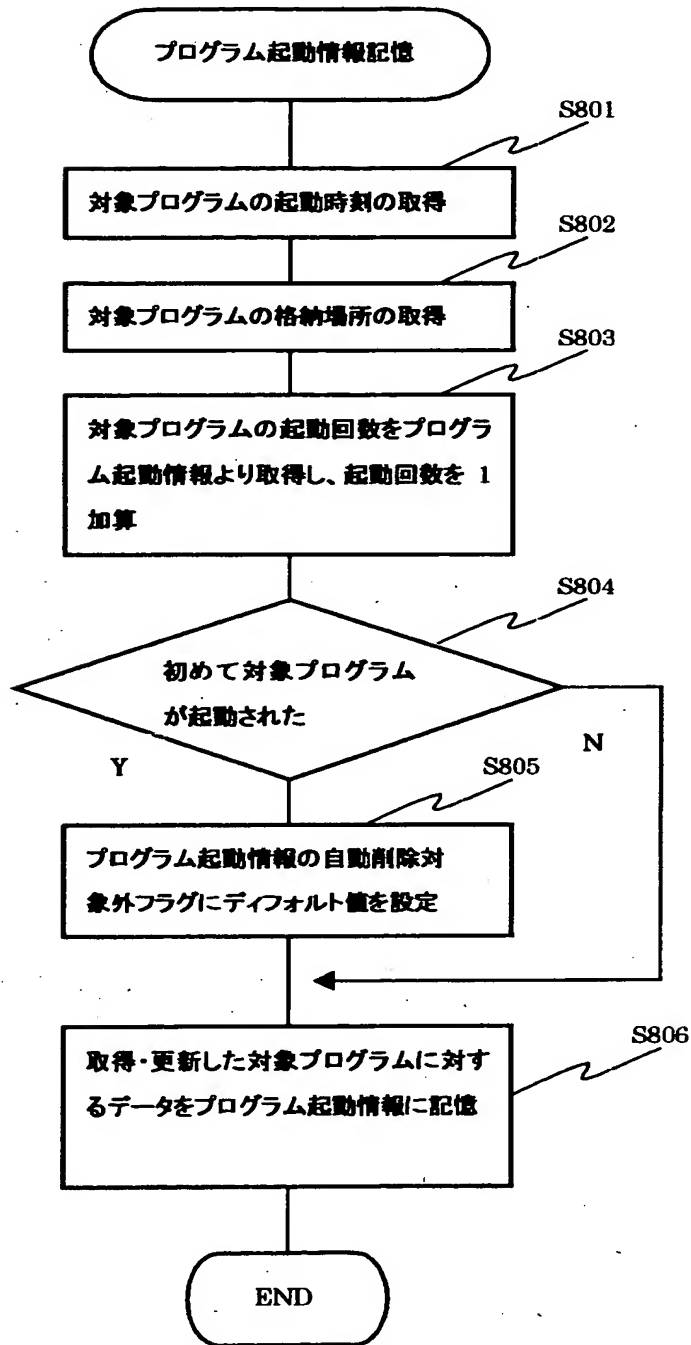 プログラム起動情報記憶
S801
対象プログラムの起動時刻の取得
S802
対象プログラムの格納場所の取得
S803
対象プログラムの起動回数をプログラ
ム起動情報より取得し、起動回数を 1
加算
S804
初めて対象プログラム
が起動された
Y
N
S805
プログラム起動情報の自動削除対
象外フラグにディフォルト値を設定
取得・更新した対象プログラムに対す
るデータをプログラム起動情報に記憶
S806
END